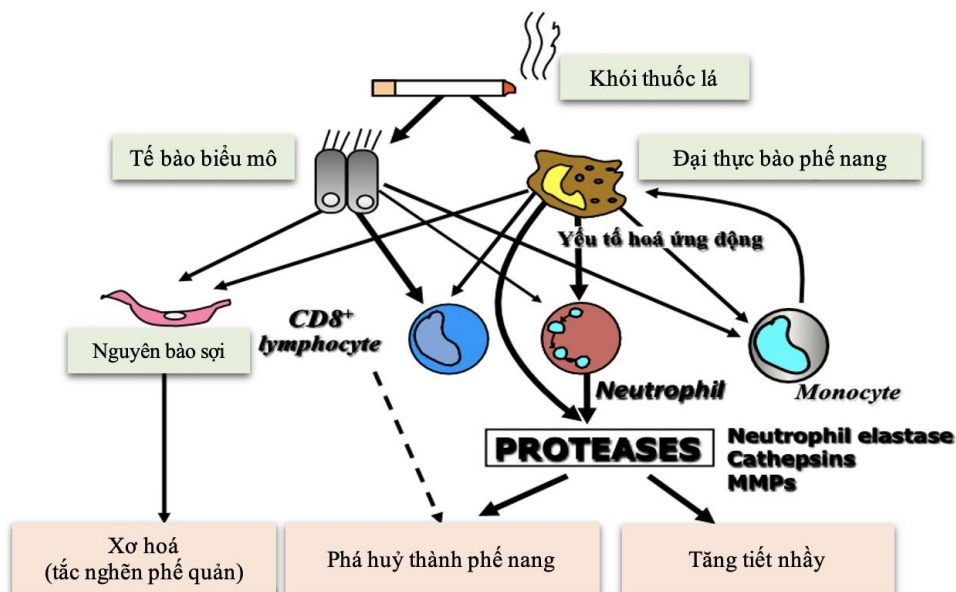 Khói thuốc lá
Tế bào biểu mô
Đại thực bào phế nang
Yếu tố hoá ứng động
CD8+
lymphocyte
Nguyên bào sợi
Neutrophil
Monocyte
PROTEASES
Neutrophil elastase
Cathepsins
MMPs
Xơ hoá
(tắc nghẽn phế quản)
Phá huỷ thành phế nang
Tăng tiết nhầy